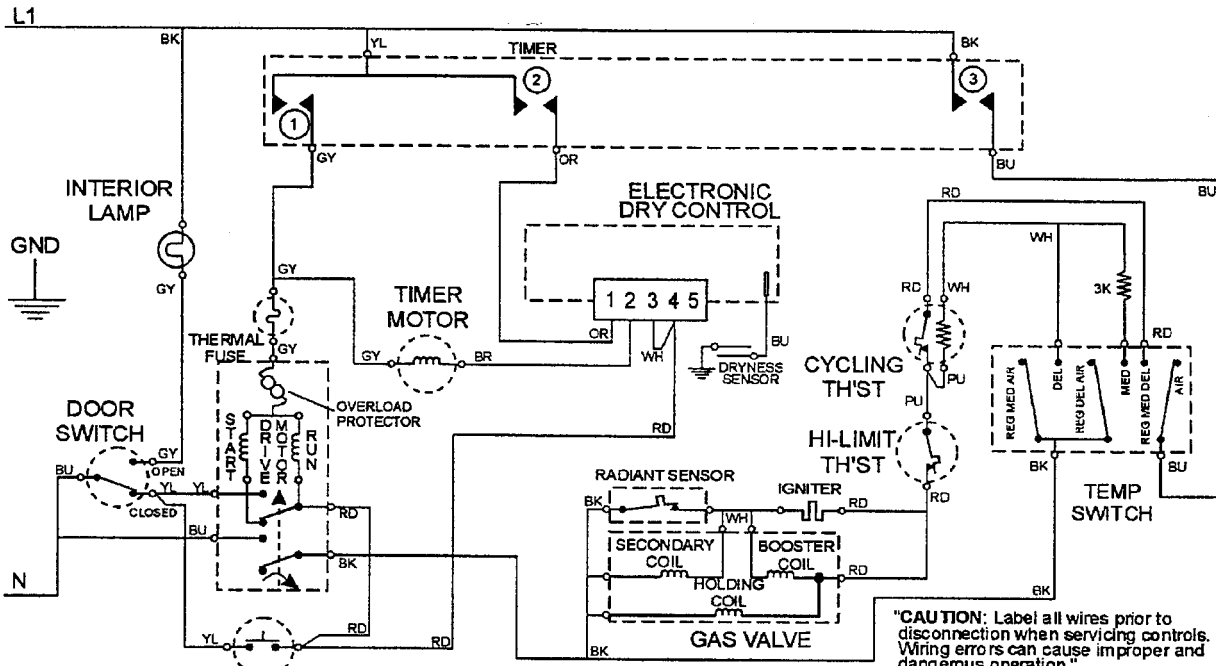 L1
BK
YL
TIMER
BK
1
2
3
GY
OR
BU
BU
INTERIOR
LAMP
ELECTRONIC
DRY CONTROL
RD
WH
GND
GY
GY
TIMER
MOTOR
1 2 3 4 5
RD
WH
3K
THERMAL
FUSE
GY
GY
BR
OR
WH
BU
DRYNESS
SENSOR
CYCLING
TH'ST
PU
RD
REG MED AIR
DEL
REG DEL AIR
MED
REG MED DEL
AIR
DOOR
SWITCH
OVERLOAD
PROTECTOR
START
DRIVE
MOTOR
RUN
RD
PU
HI-LIMIT
TH'ST
BU
GY
OPEN
YL
YL
CLOSED
BU
RD
BK
RADIANT SENSOR
BK
WH
IGNITER
RD
RD
BK
BU
TEMP
SWITCH
SECONDARY
COIL
BOOSTER
COIL
HOLDING
COIL
RD
N
YL
RD
RD
BK
GAS VALVE
BK
"CAUTION: Label all wires prior to
disconnection when servicing controls.
Wiring errors can cause improper and
dangerous operation."